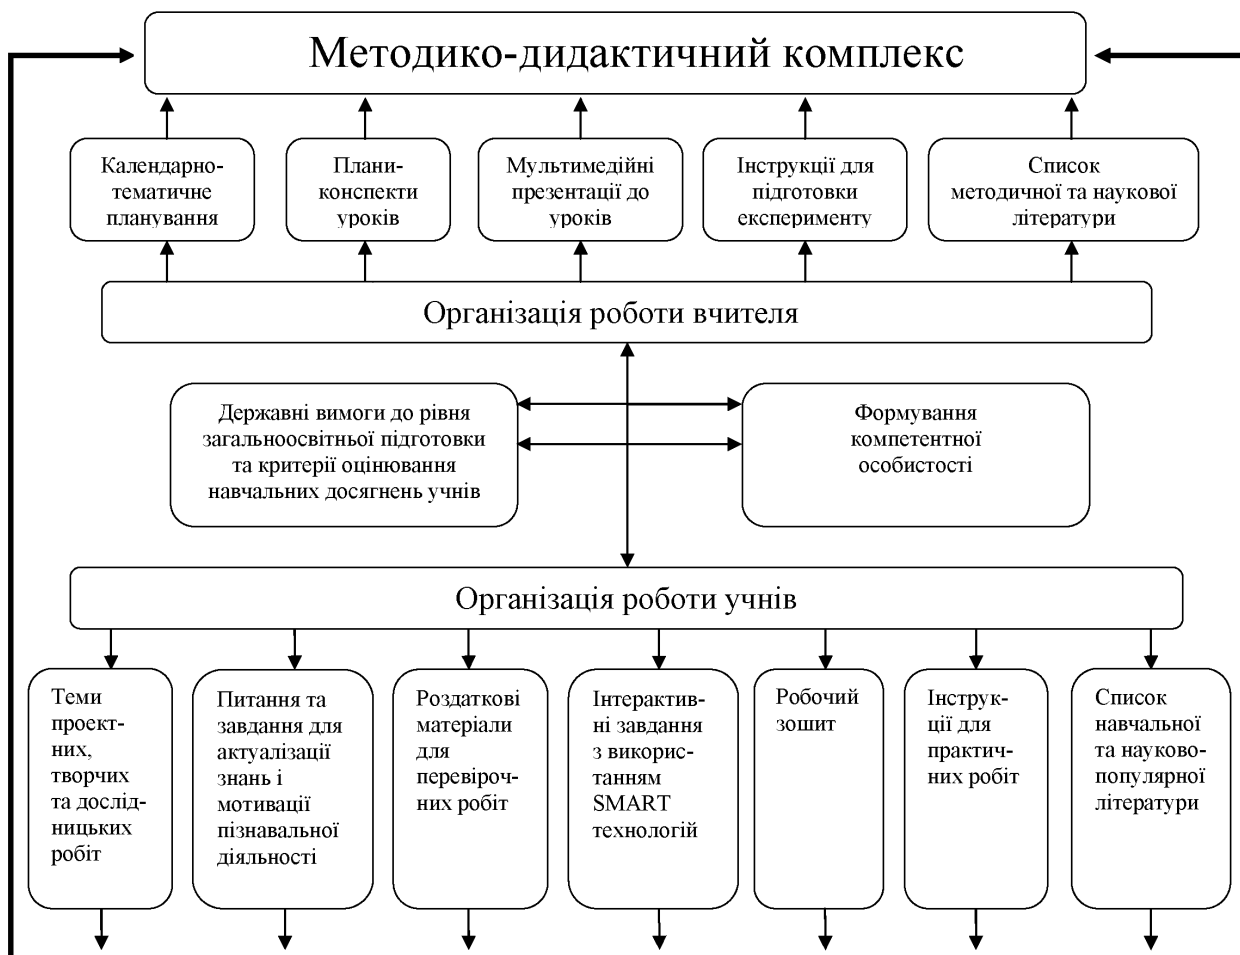 Методико-дидактичний комплекс
Календарно-
тематичне
планування
Плани-
конспекти
уроків
Мультимедійні
презентації до
уроків
Інструкції для
підготовки
експерименту
Список
методичної та наукової
літератури
Організація роботи вчителя
Державні вимоги до рівня
загальноосвітньої підготовки
та критерії оцінювання
навчальних досягнень учнів
Формування
компетентної
особистості
Організація роботи учнів
Теми
проект-
них,
творчих
та дослід-
ницьких
робіт
Питання та
завдання для
актуалізації
знань і
мотивації
пізнавальної
діяльності
Роздаткові
матеріали
для
перевіроч-
них робіт
Інтерактив-
ні завдання
з викорис-
танням
SMART
технологій
Робочий
зошит
Інструк-
ції для
практич-
них робіт
Список
навчальної
та науково-
популярної
літератури